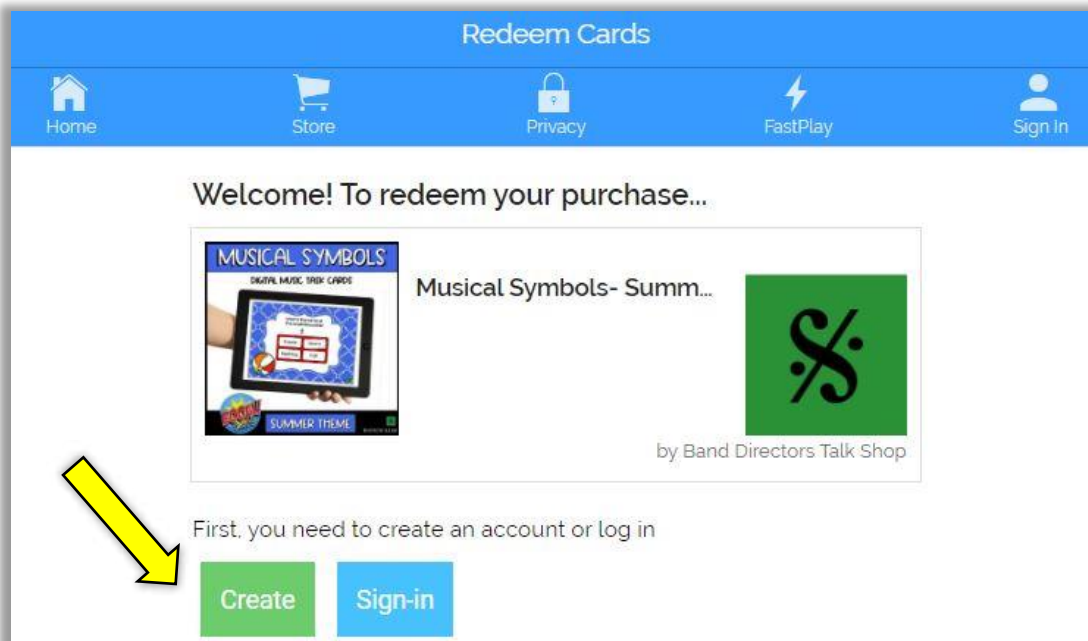 Redeem Cards
Home
Store
Privacy
FastPlay
Sign In
Welcome! To redeem your purchase...
MUSICAL SYMBOLS
DIGITAL MUSIC TASK CARDS
Musical Symbols- Summ...
BOOM
SUMMER THEME
by Band Directors Talk Shop
First, you need to create an account or log in
Create
Sign-in